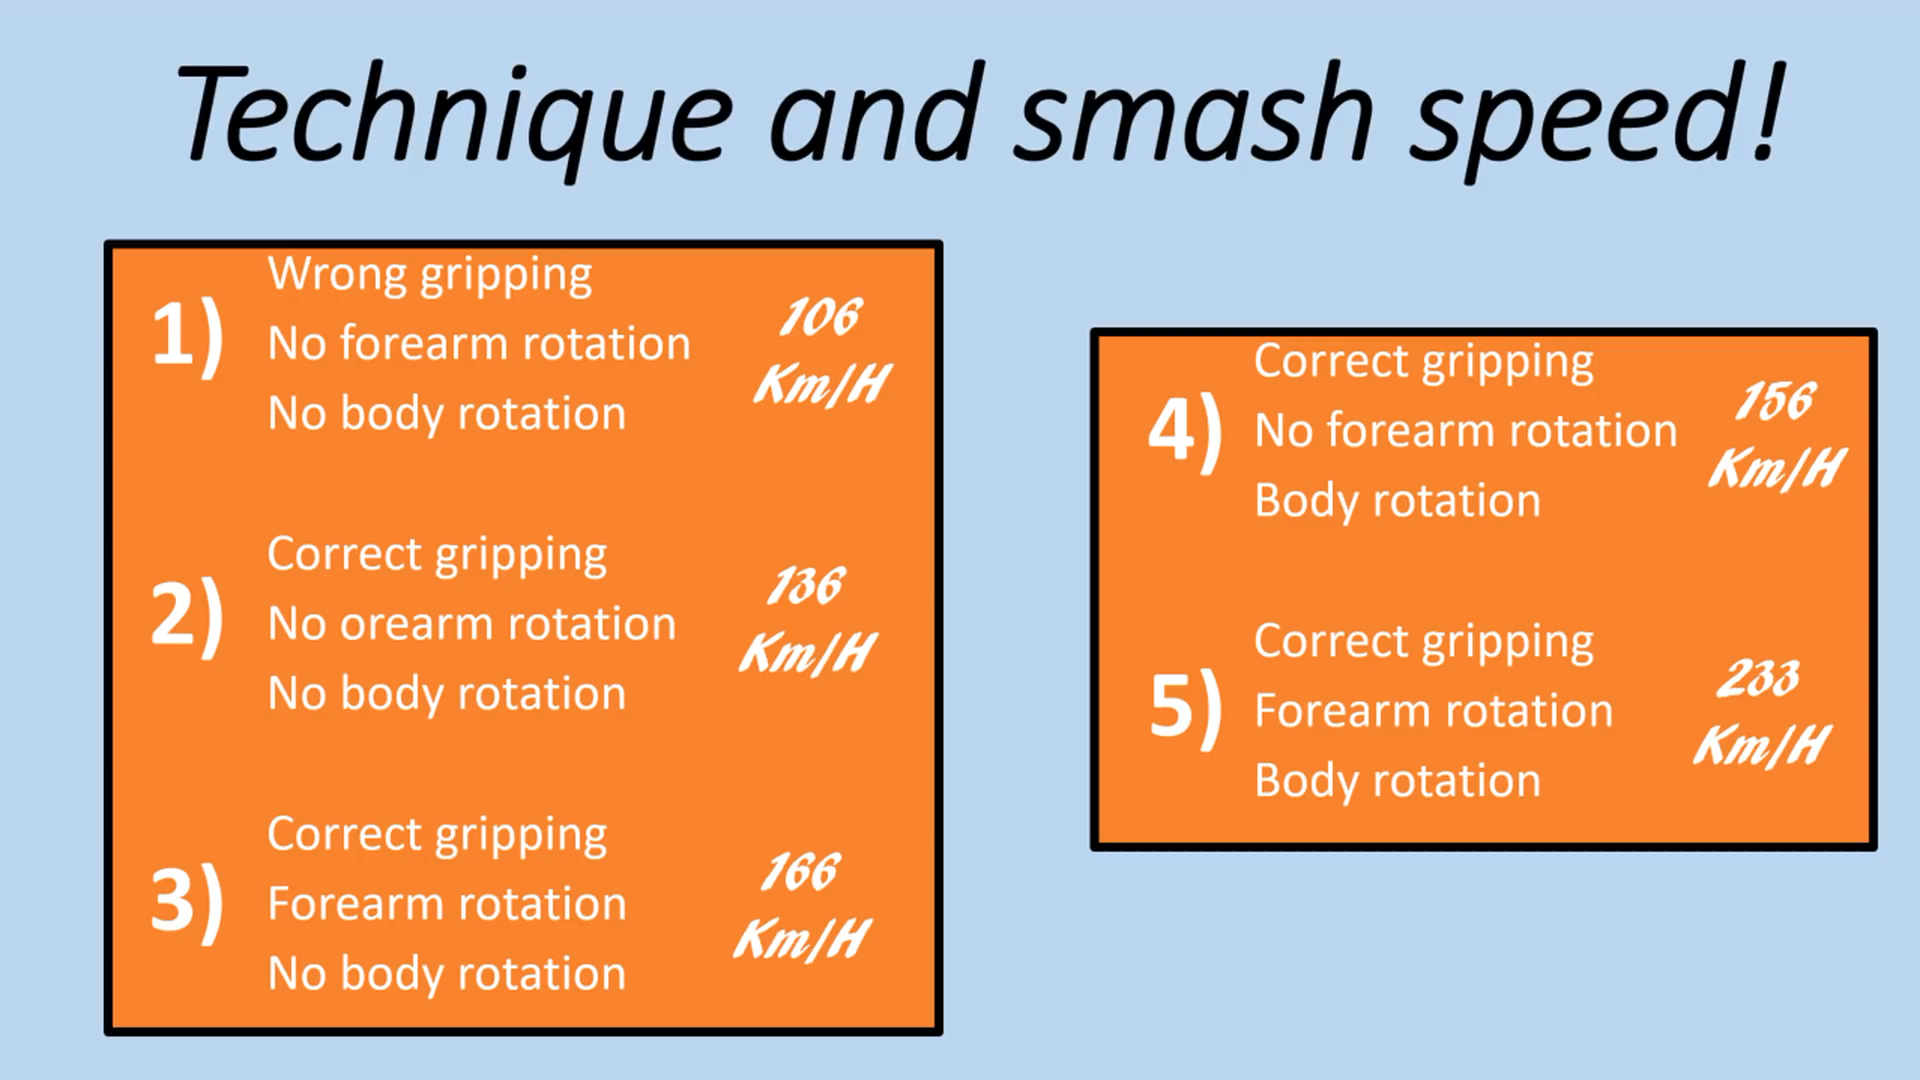 Technique and smash speed!
1)
Wrong gripping
No forearm rotation
No body rotation
106
Km/H
2)
Correct gripping
No orearm rotation
No body rotation
136
Km/H
3)
Correct gripping
Forearm rotation
No body rotation
166
Km/H
4)
Correct gripping
No forearm rotation
Body rotation
156
Km/H
5)
Correct gripping
Forearm rotation
Body rotation
233
Km/H